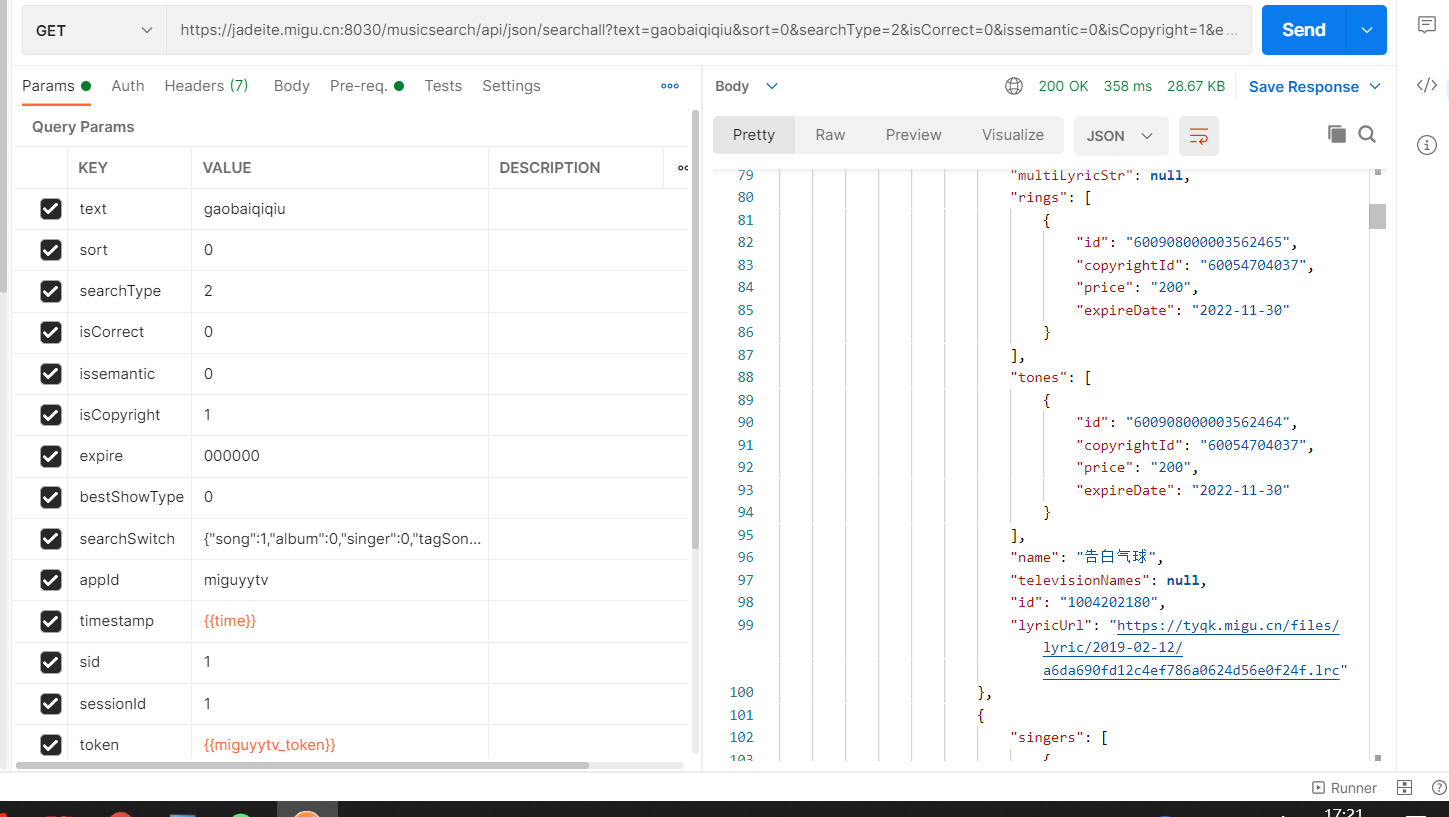 GET
https://jadeite.migu.cn:8030/musicsearch/api/json/searchall?text=gaobaiqiqiu&sort=0&searchType=2&isCorrect=0&issemantic=0&isCopyright=1&e...
Send
Params Auth Headers (7) Body Pre-req. Tests Settings
Query Params
KEY VALUE DESCRIPTION
text gaobaiqiqiu
sort 0
searchType 2
isCorrect 0
issemantic 0
isCopyright 1
expire 000000
bestShowType 0
searchSwitch {"song":1,"album":0,"singer":0,"tagSon...
appId miguyytv
timestamp {{time}}
sid 1
sessionId 1
token {{miguyytv_token}}
Body 200 OK 358 ms 28.67 KB Save Response
Pretty Raw Preview Visualize JSON
79 "multiLyricStr": null,
80 "rings": [
81 {
82 "id": "600908000003562465",
83 "copyrightId": "60054704037",
84 "price": "200",
85 "expireDate": "2022-11-30"
86 }
87 ],
88 "tones": [
89 {
90 "id": "600908000003562464",
91 "copyrightId": "60054704037",
92 "price": "200",
93 "expireDate": "2022-11-30"
94 }
95 ],
96 "name": "告白气球",
97 "televisionNames": null,
98 "id": "1004202180",
99 "lyricUrl": "https://tyqk.migu.cn/files/
lyric/2019-02-12/
a6da690fd12c4ef786a0624d56e0f24f.lrc"
100 },
101 {
102 "singers": [
103 {
Runner
17:21